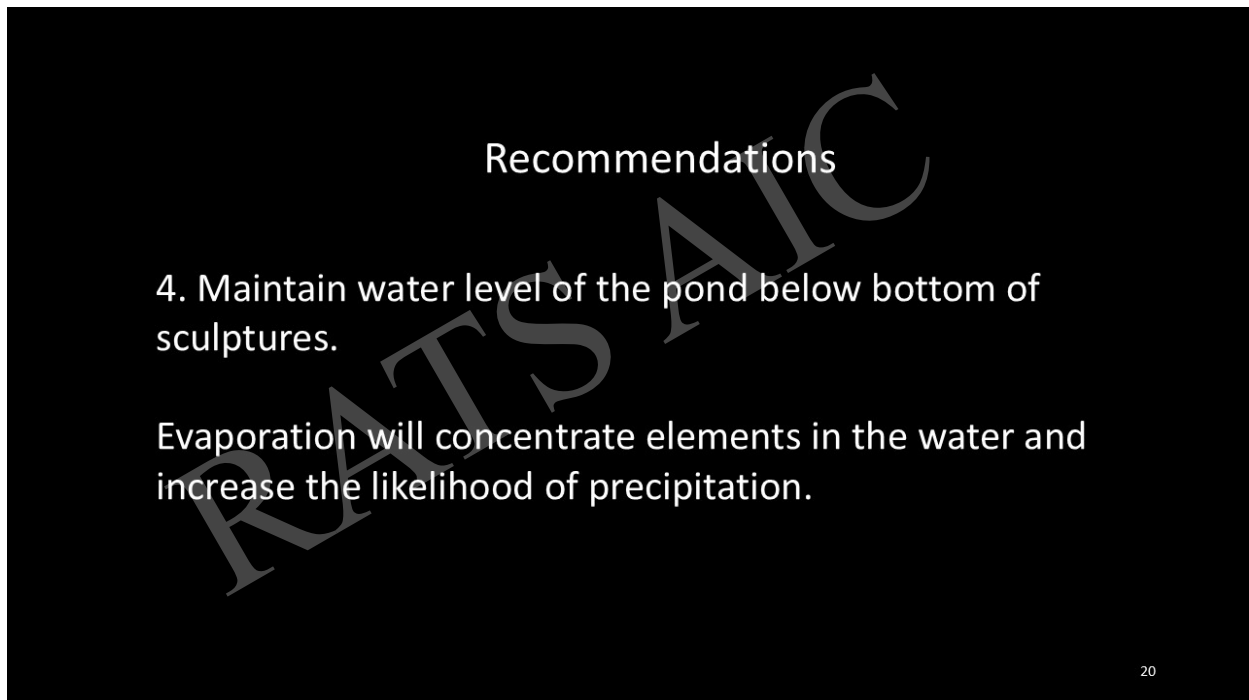 Recommendations
4. Maintain water level of the pond below bottom of
sculptures.
Evaporation will concentrate elements in the water and
increase the likelihood of precipitation.
RATS AIC
20